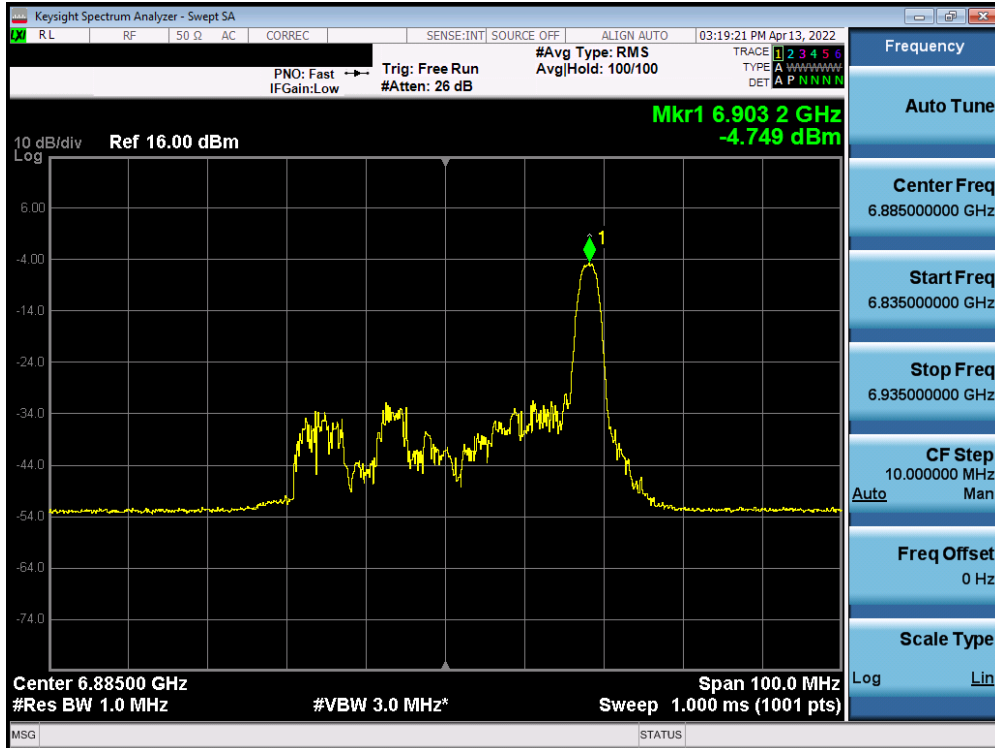 Keysight Spectrum Analyzer - Swept SA
LXI RL RF 50 Ω AC CORREC SENSE:INT SOURCE OFF ALIGN AUTO 03:19:21 PM Apr 13, 2022
#Avg Type: RMS TRACE 1 2 3 4 5 6
PNO: Fast Trig: Free Run Avg|Hold: 100/100 TYPE A WWWWW
IFGain:Low #Atten: 26 dB DET A P N N N N
Mkr1 6.903 2 GHz
10 dB/div Ref 16.00 dBm -4.749 dBm
Log
6.00
1
-4.00
-14.0
-24.0
-34.0
-44.0
-54.0
-64.0
-74.0
Center 6.88500 GHz Span 100.0 MHz
#Res BW 1.0 MHz #VBW 3.0 MHz* Sweep 1.000 ms (1001 pts)
MSG STATUS
Frequency
Auto Tune
Center Freq
6.885000000 GHz
Start Freq
6.835000000 GHz
Stop Freq
6.935000000 GHz
CF Step
10.000000 MHz
Auto Man
Freq Offset
0 Hz
Scale Type
Log Lin